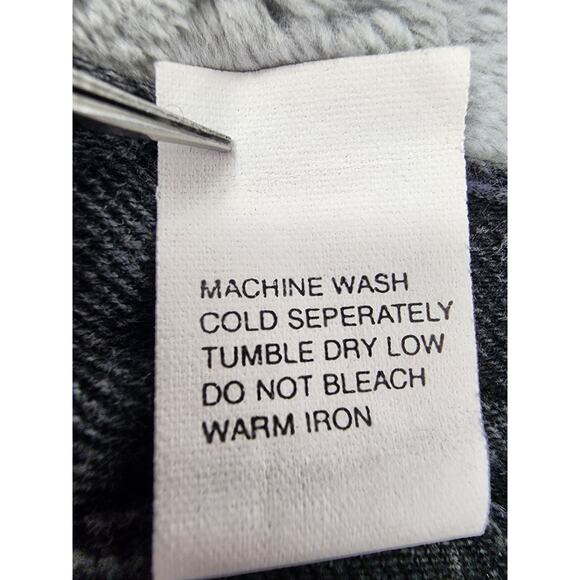 MACHINE WASH
COLD SEPERATELY
TUMBLE DRY LOW
DO NOT BLEACH
WARM IRON